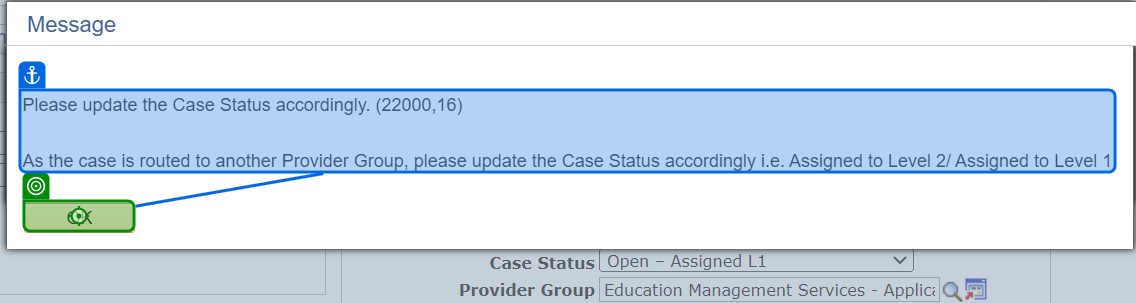 Message
Please update the Case Status accordingly. (22000,16)
As the case is routed to another Provider Group, please update the Case Status accordingly i.e. Assigned to Level 2/ Assigned to Level 1
OK
Case Status Open – Assigned L1
Provider Group Education Management Services - Applica